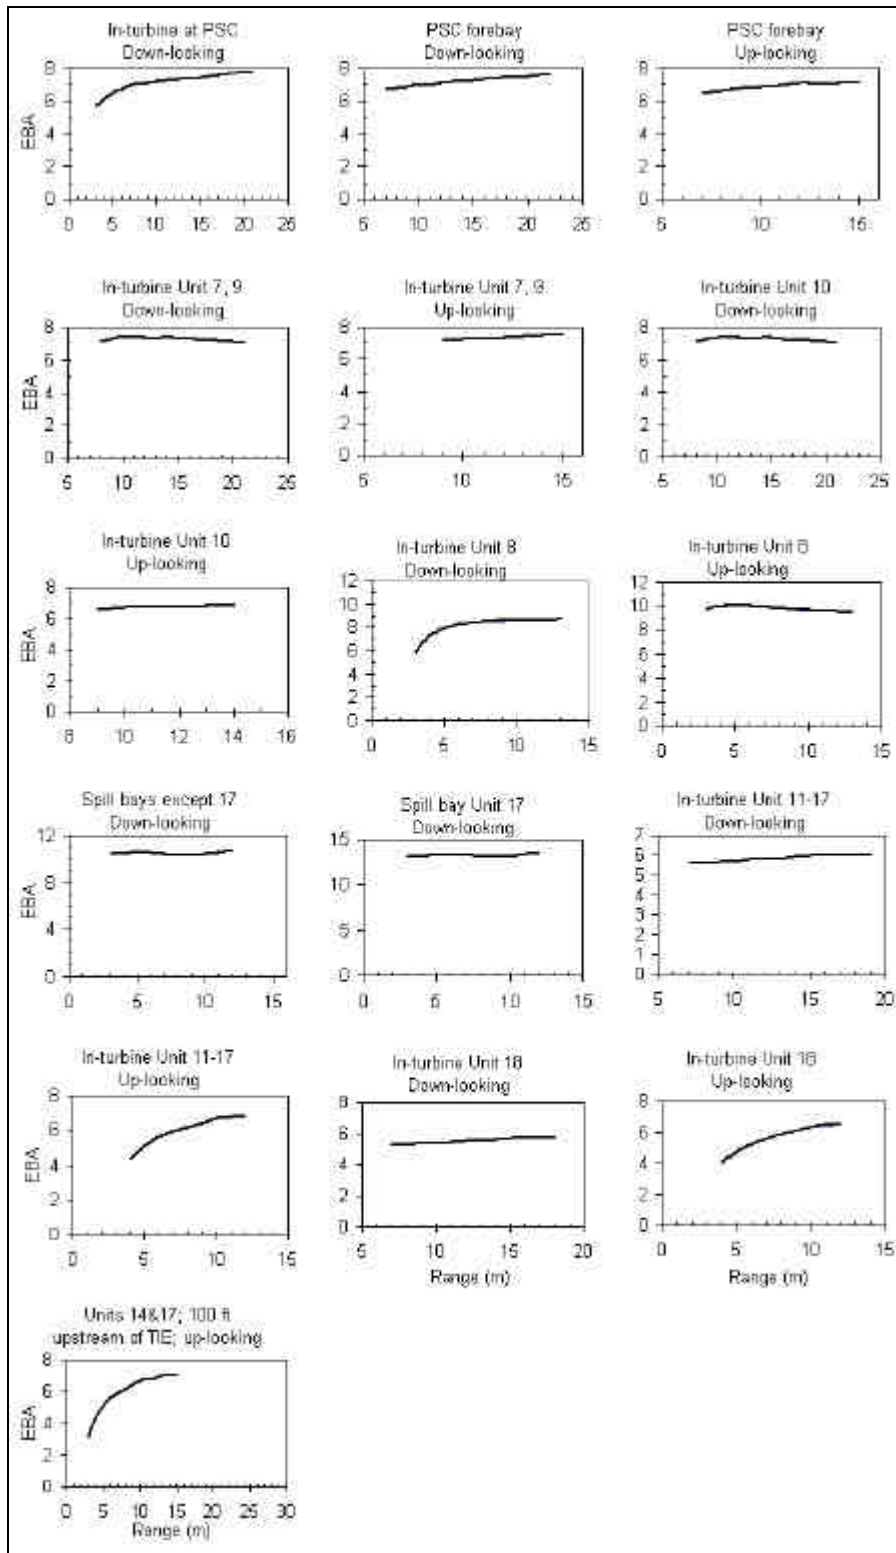 In-turbine at PSC
Down-looking
PSC forebay
Down-looking
PSC forebay
Up-looking
EBA
8
6
4
2
0
0 5 10 15 20 25
8
6
4
2
0
5 10 15 20 25
8
6
4
2
0
5 10 15
In-turbine Unit 7, 9
Down-looking
In-turbine Unit 7, 9
Up-looking
In-turbine Unit 10
Down-looking
EBA
8
6
4
2
0
5 10 15 20 25
8
6
4
2
0
5 10 15
8
6
4
2
0
5 10 15 20 25
In-turbine Unit 10
Up-looking
In-turbine Unit 8
Down-looking
In-turbine Unit 8
Up-looking
EBA
8
6
4
2
0
8 10 12 14 16
12
10
8
6
4
2
0
0 5 10 15
12
10
8
6
4
2
0
0 5 10 15
Spill bays except 17
Down-looking
Spill bay Unit 17
Down-looking
In-turbine Unit 11-17
Down-looking
EBA
12
8
4
0
0 5 10 15
15
10
5
0
0 5 10 15
7
6
5
4
3
2
1
0
5 10 15 20
In-turbine Unit 11-17
Up-looking
In-turbine Unit 18
Down-looking
In-turbine Unit 18
Up-looking
EBA
8
6
4
2
0
0 5 10 15
8
6
4
2
0
5 10 15 20
Range (m)
8
6
4
2
0
0 5 10 15
Range (m)
Units 14&17; 100 ft
upstream of TIE; up-looking
EBA
8
6
4
2
0
0 5 10 15 20 25 30
Range (m)